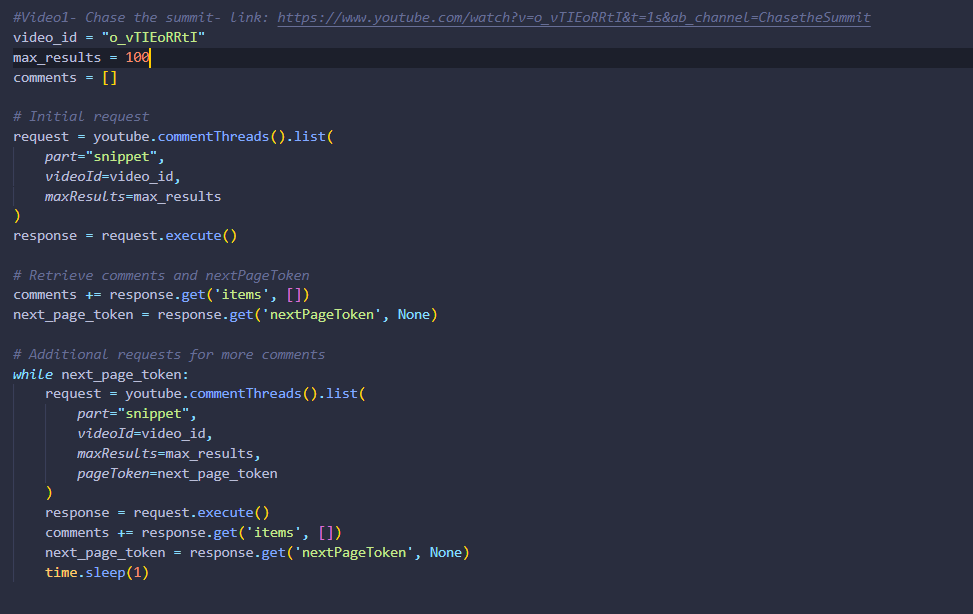 #Video1- Chase the summit- link: https://www.youtube.com/watch?v=o_vTIEoRRtI&t=1s&ab_channel=ChasetheSummit
video_id = "o_vTIEoRRtI"
max_results = 100
comments = []

# Initial request
request = youtube.commentThreads().list(
    part="snippet",
    videoId=video_id,
    maxResults=max_results
)
response = request.execute()

# Retrieve comments and nextPageToken
comments += response.get('items', [])
next_page_token = response.get('nextPageToken', None)

# Additional requests for more comments
while next_page_token:
    request = youtube.commentThreads().list(
        part="snippet",
        videoId=video_id,
        maxResults=max_results,
        pageToken=next_page_token
    )
    response = request.execute()
    comments += response.get('items', [])
    next_page_token = response.get('nextPageToken', None)
    time.sleep(1)